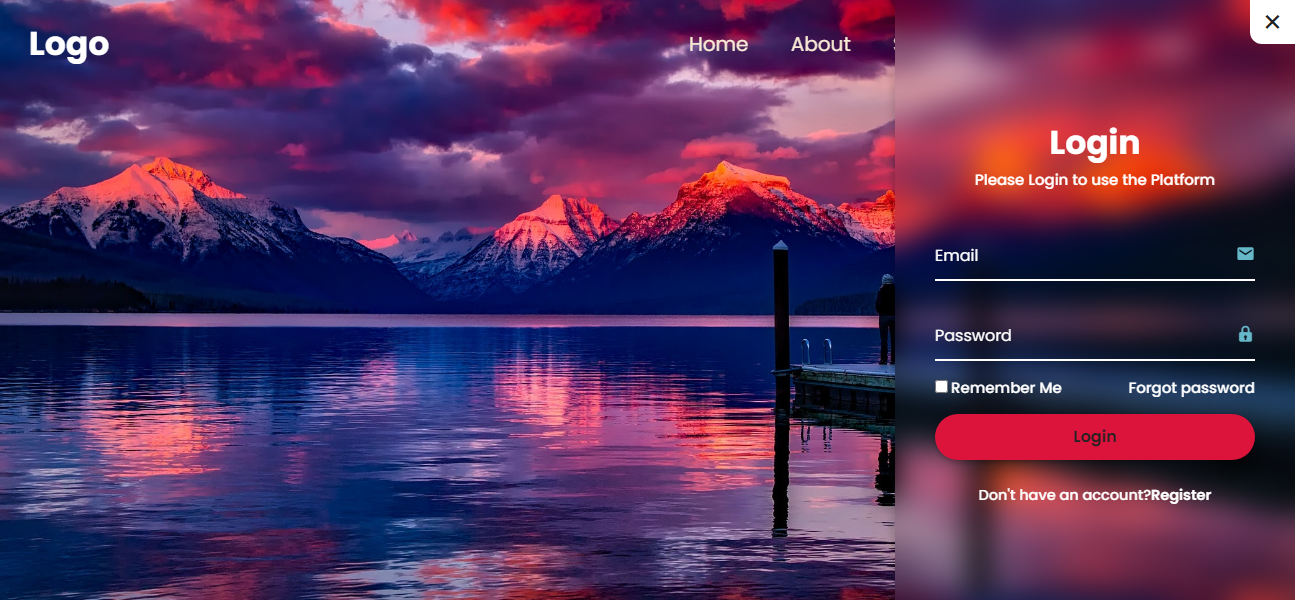 Logo
Home About
Login
Please Login to use the Platform
Email
Password
Remember Me Forgot password
Login
Don't have an account?Register